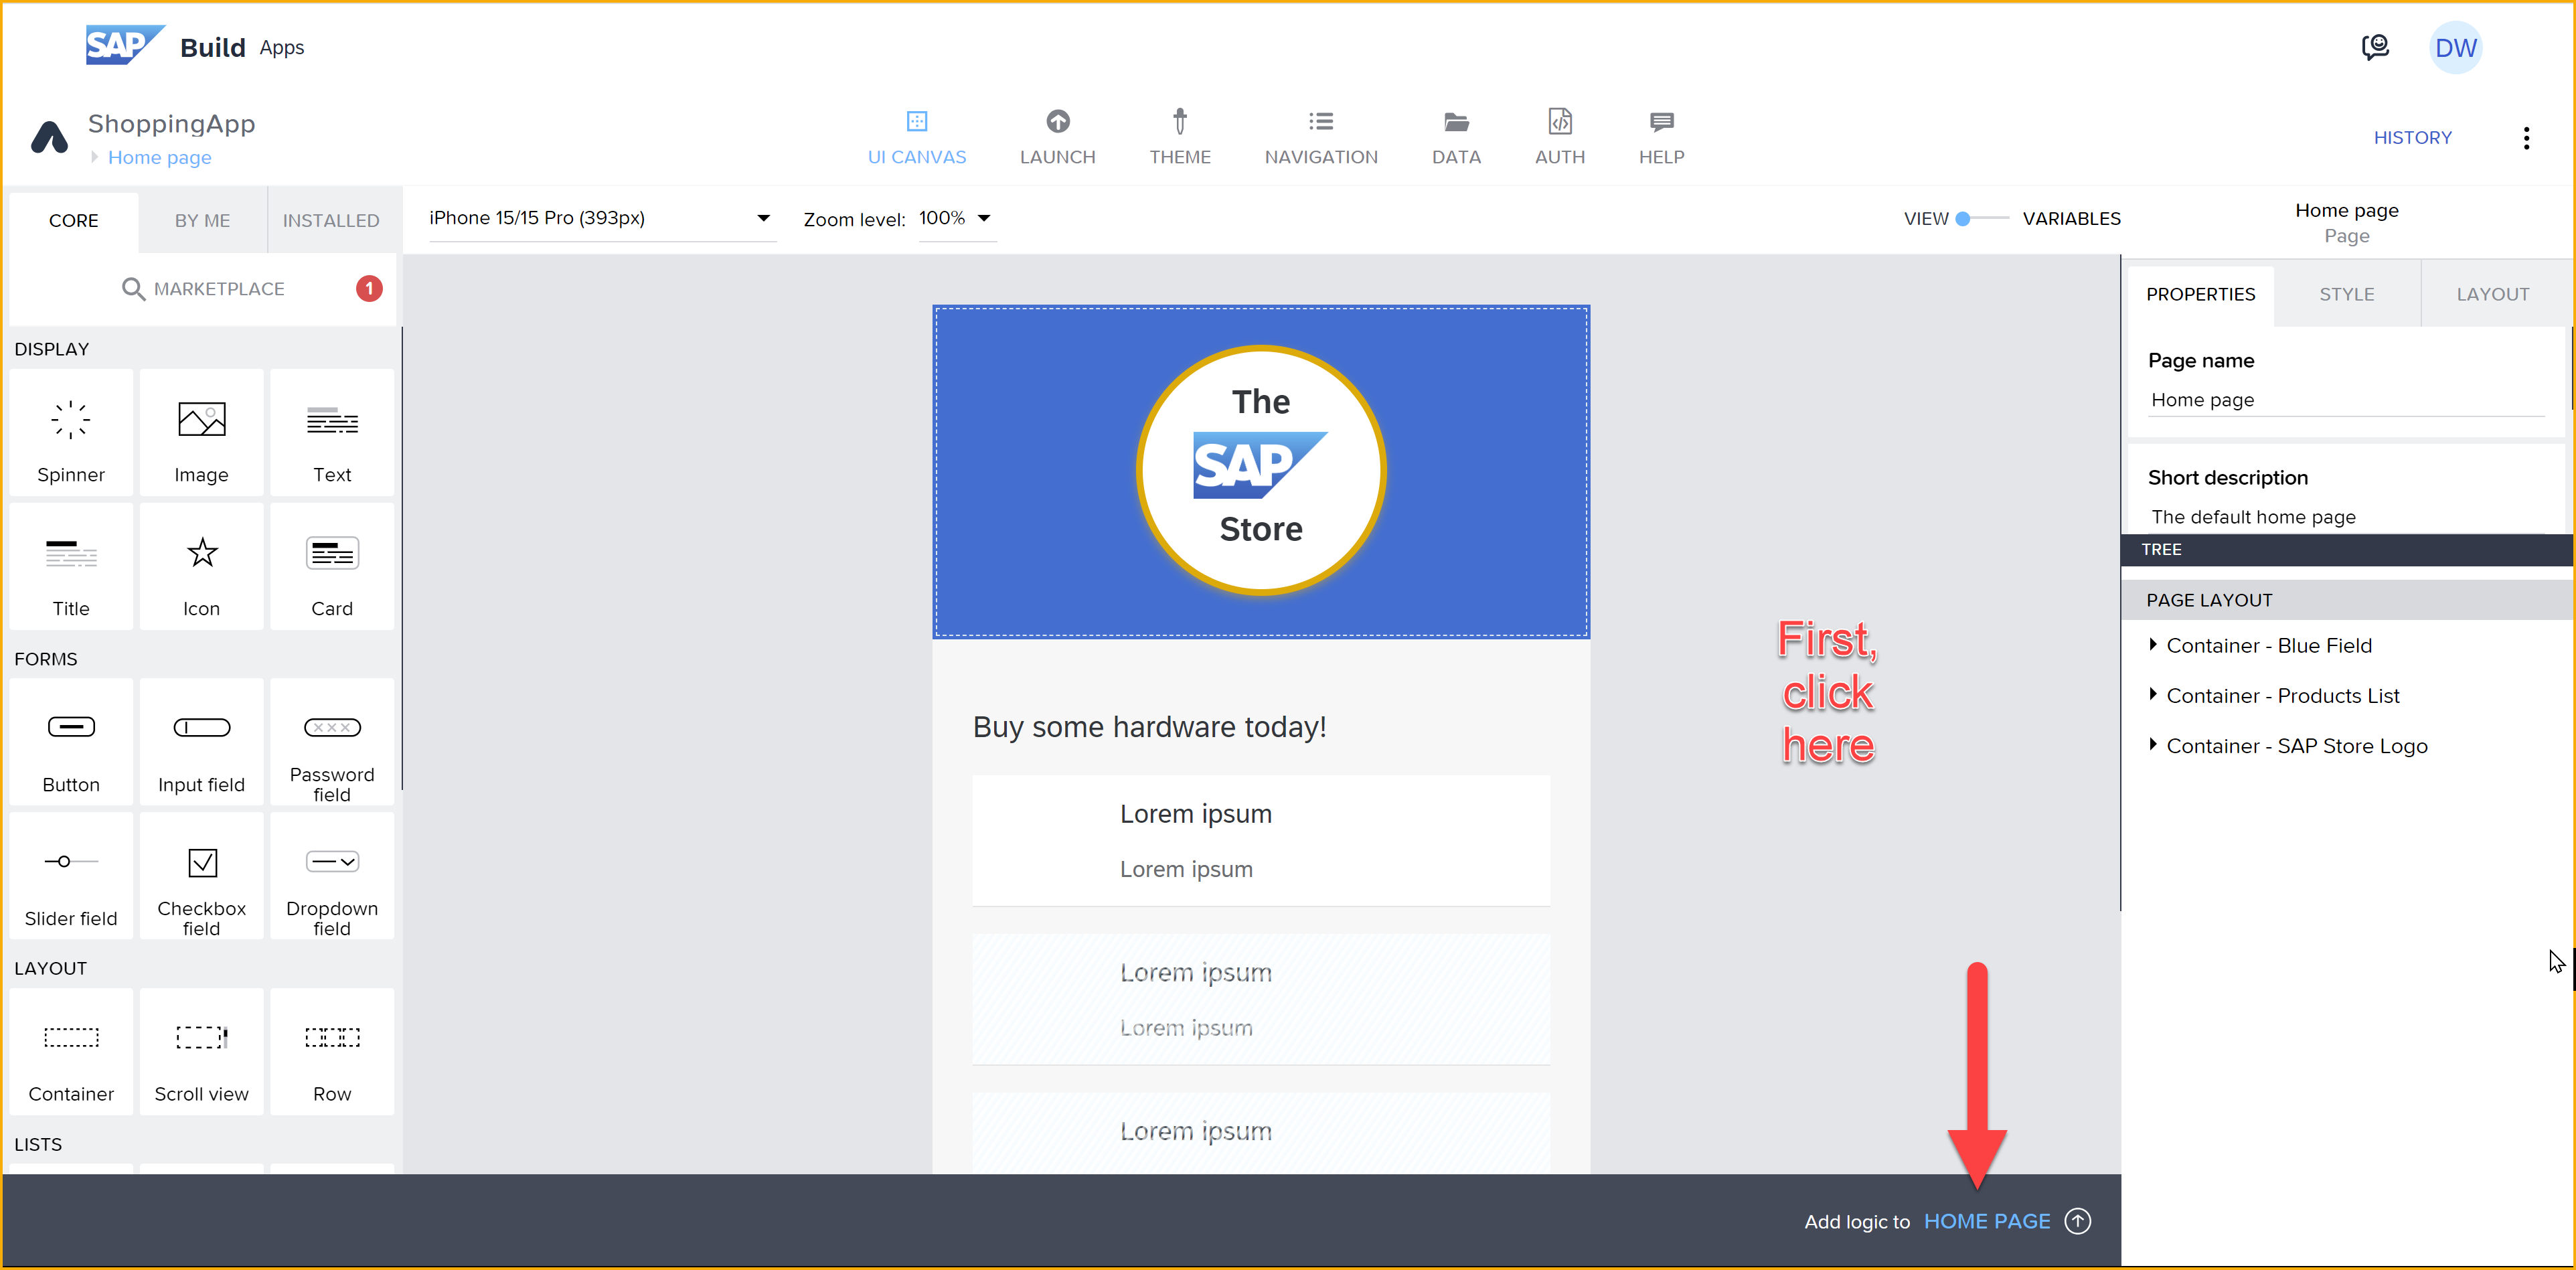 SAP Build Apps
DW
ShoppingApp
Home page
UI CANVAS
LAUNCH
THEME
NAVIGATION
DATA
AUTH
HELP
HISTORY
CORE
BY ME
INSTALLED
MARKETPLACE
1
DISPLAY
Spinner
Image
Text
Title
Icon
Card
FORMS
Button
Input field
Password
field
Slider field
Checkbox
field
Dropdown
field
LAYOUT
Container
Scroll view
Row
LISTS
iPhone 15/15 Pro (393px)
Zoom level: 100%
VIEW
VARIABLES
The
SAP
Store
Buy some hardware today!
Lorem ipsum
Lorem ipsum
Lorem ipsum
Lorem ipsum
Lorem ipsum
First,
click
here
Add logic to HOME PAGE
Home page
Page
PROPERTIES
STYLE
LAYOUT
Page name
Home page
Short description
The default home page
TREE
PAGE LAYOUT
Container - Blue Field
Container - Products List
Container - SAP Store Logo